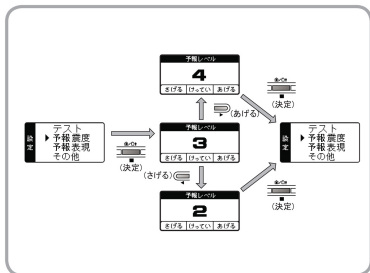 予報レベル
4
さげる けってい あげる
(決定)
(あげる)
設定
テスト
▶予報震度
予報表現
その他
(決定)
予報レベル
3
さげる けってい あげる
設定
テスト
▶予報震度
予報表現
その他
(さげる)
予報レベル
2
さげる けってい あげる
(決定)